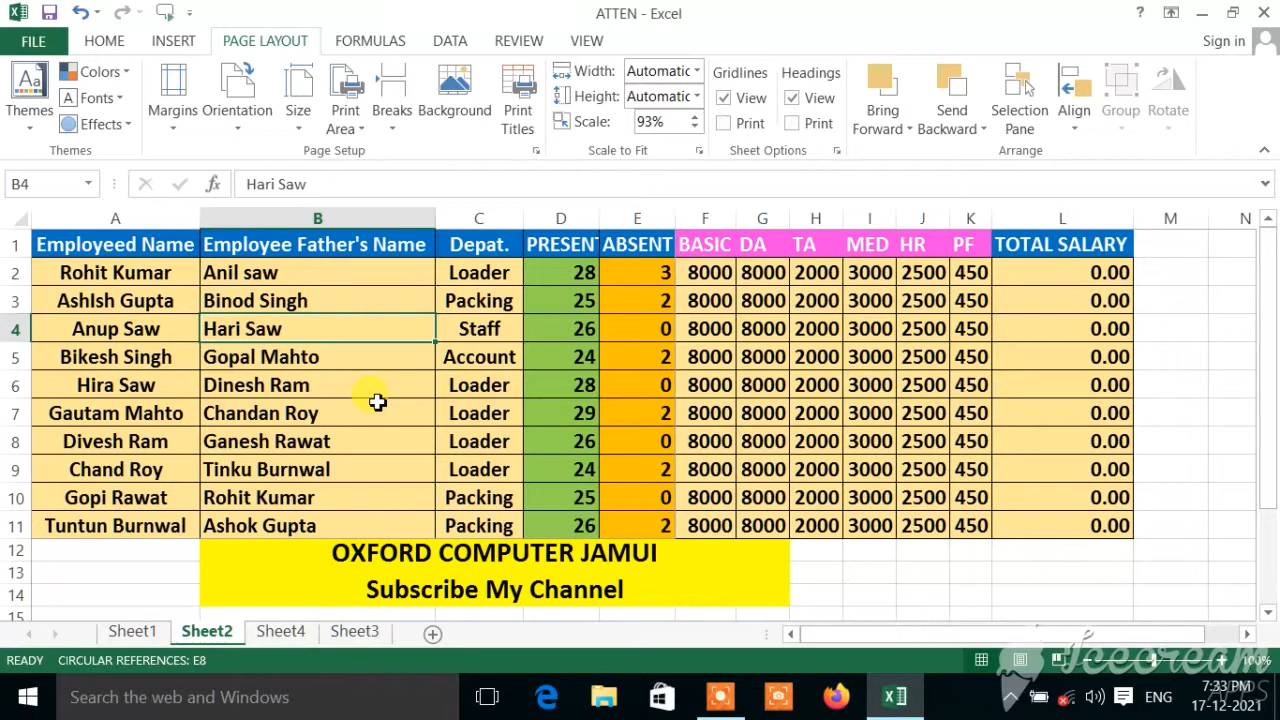 ATTEN - Excel
FILE HOME INSERT PAGE LAYOUT FORMULAS DATA REVIEW VIEW Sign in
Themes Colors Fonts Effects Margins Orientation Size Print Area Breaks Background Print Titles Width: Automatic Height: Automatic Scale: 93% Gridlines View Print Headings View Print Bring Forward Send Backward Selection Pane Align Group Rotate
Themes Page Setup Scale to Fit Sheet Options Arrange
B4 fx Hari Saw
A B C D E F G H I J K L M N
1 Employeed Name Employee Father's Name Depat. PRESENT ABSENT BASIC DA TA MED HR PF TOTAL SALARY
2 Rohit Kumar Anil saw Loader 28 3 8000 8000 2000 3000 2500 450 0.00
3 AshIsh Gupta Binod Singh Packing 25 2 8000 8000 2000 3000 2500 450 0.00
4 Anup Saw Hari Saw Staff 26 0 8000 8000 2000 3000 2500 450 0.00
5 Bikesh Singh Gopal Mahto Account 24 2 8000 8000 2000 3000 2500 450 0.00
6 Hira Saw Dinesh Ram Loader 28 0 8000 8000 2000 3000 2500 450 0.00
7 Gautam Mahto Chandan Roy Loader 29 2 8000 8000 2000 3000 2500 450 0.00
8 Divesh Ram Ganesh Rawat Loader 26 0 8000 8000 2000 3000 2500 450 0.00
9 Chand Roy Tinku Burnwal Loader 24 2 8000 8000 2000 3000 2500 450 0.00
10 Gopi Rawat Rohit Kumar Packing 25 0 8000 8000 2000 3000 2500 450 0.00
11 Tuntun Burnwal Ashok Gupta Packing 26 2 8000 8000 2000 3000 2500 450 0.00
12 OXFORD COMPUTER JAMUI
13
14 Subscribe My Channel
15
Sheet1 Sheet2 Sheet4 Sheet3
READY CIRCULAR REFERENCES: E8 100%
Icecream
APPS
Search the web and Windows ENG 7:33 PM
17-12-2021